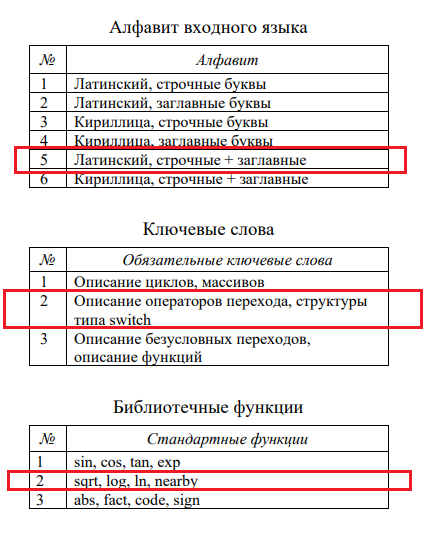 Алфавит входного языка
№ Алфавит
1 Латинский, строчные буквы
2 Латинский, заглавные буквы
3 Кириллица, строчные буквы
4 Кириллица, заглавные буквы
5 Латинский, строчные + заглавные
6 Кириллица, строчные + заглавные
Ключевые слова
№ Обязательные ключевые слова
1 Описание циклов, массивов
2 Описание операторов перехода, структуры
типа switch
3 Описание безусловных переходов,
описание функций
Библиотечные функции
№ Стандартные функции
1 sin, cos, tan, exp
2 sqrt, log, ln, nearby
3 abs, fact, code, sign